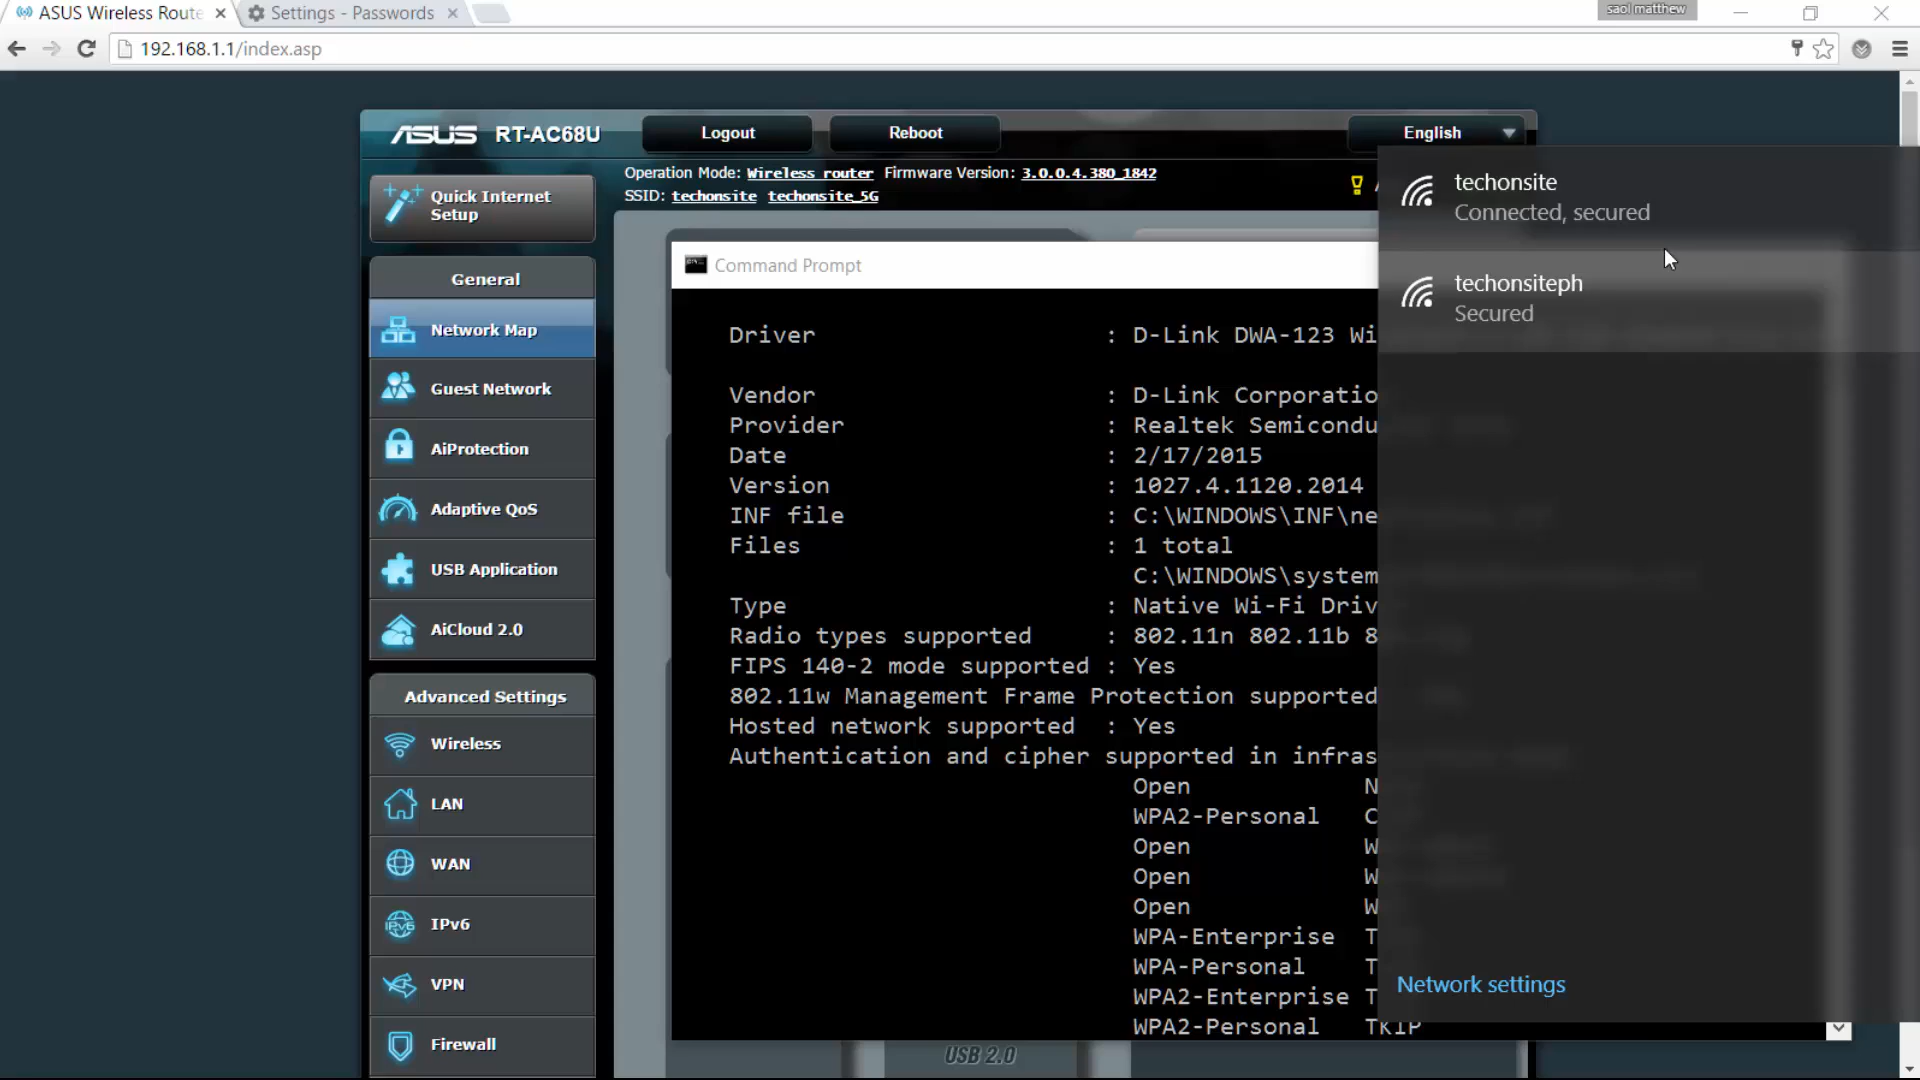 ASUS Wireless Route
Settings - Passwords
saol matthew
192.168.1.1/index.asp
ASUS RT-AC68U
Logout
Reboot
English
Operation Mode: Wireless router Firmware Version: 3.0.0.4.380_1842
SSID: techonsite techonsite_5G
Quick Internet
Setup
General
Network Map
Guest Network
AiProtection
Adaptive QoS
USB Application
AiCloud 2.0
Advanced Settings
Wireless
LAN
WAN
IPv6
VPN
Firewall
Command Prompt
Driver : D-Link DWA-123 Wi
Vendor : D-Link Corporatio
Provider : Realtek Semicondu
Date : 2/17/2015
Version : 1027.4.1120.2014
INF file : C:\WINDOWS\INF\ne
Files : 1 total
C:\WINDOWS\system
Type : Native Wi-Fi Driv
Radio types supported : 802.11n 802.11b 8
FIPS 140-2 mode supported : Yes
802.11w Management Frame Protection supported
Hosted network supported : Yes
Authentication and cipher supported in infras
Open N
WPA2-Personal C
Open W
Open W
Open W
WPA-Enterprise T
WPA-Personal T
WPA2-Enterprise T
WPA2-Personal TKIP
USB 2.0
techonsite
Connected, secured
techonsiteph
Secured
Network settings